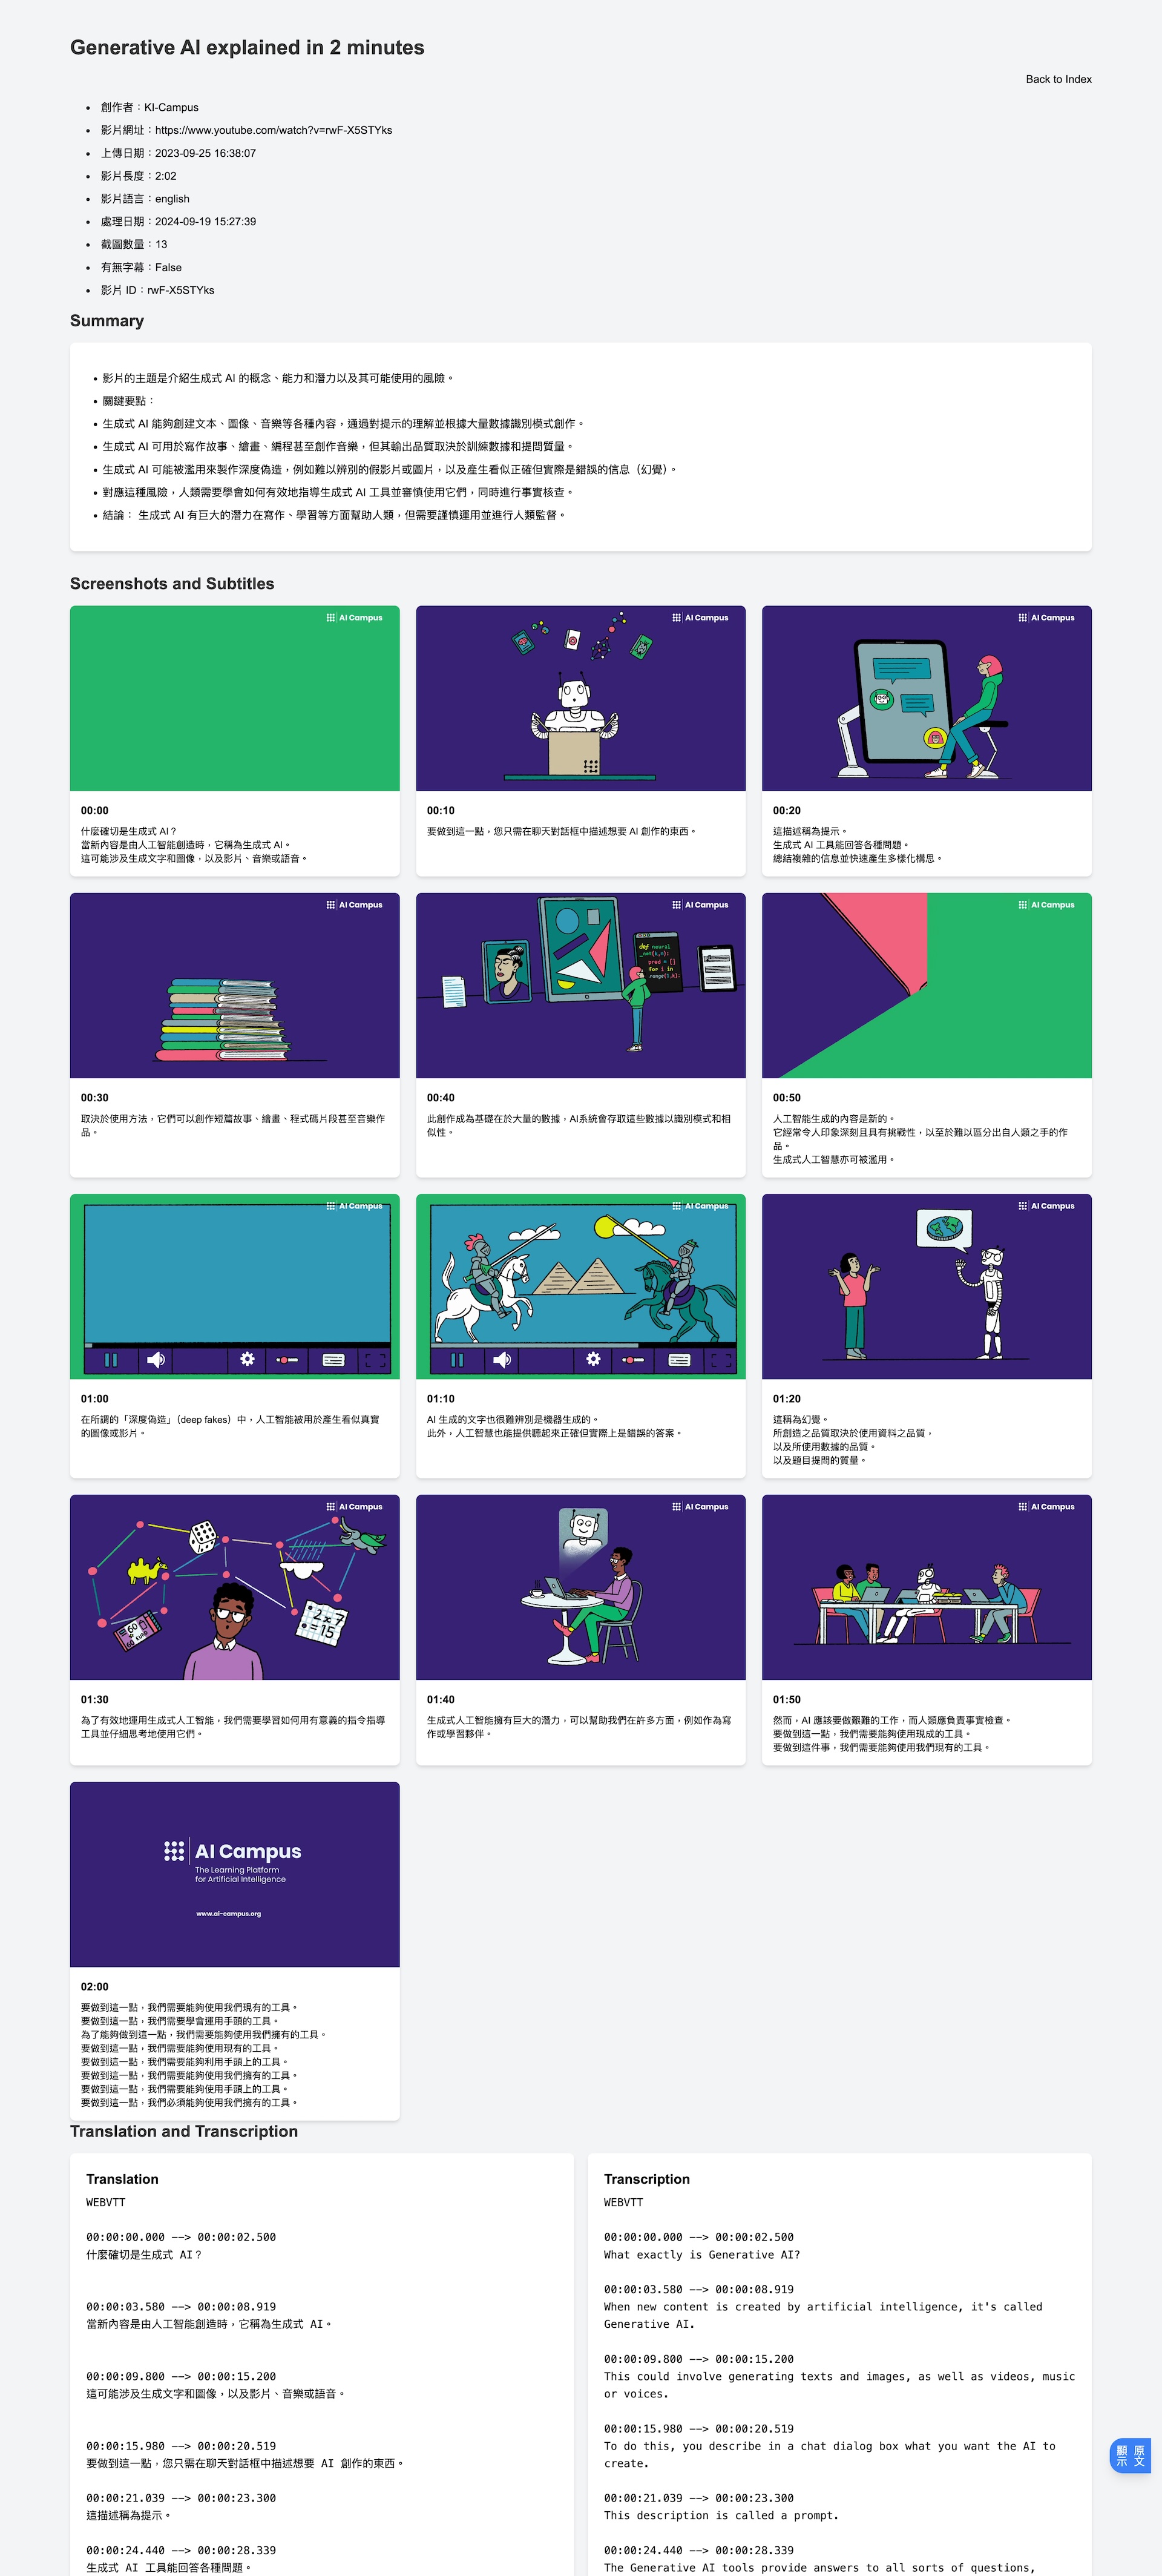 Generative AI explained in 2 minutes
Back to Index
創作者：KI-Campus
影片網址：https://www.youtube.com/watch?v=rwF-X5STYks
上傳日期：2023-09-25 16:38:07
影片長度：2:02
影片語言：english
處理日期：2024-09-19 15:27:39
截圖數量：13
有無字幕：False
影片 ID：rwF-X5STYks
Summary
影片的主題是介紹生成式 AI 的概念、能力和潛力以及其可能使用的風險。
關鍵要點：
生成式 AI 能夠創建文本、圖像、音樂等各種內容，通過對提示的理解並根據大量數據識別模式創作。
生成式 AI 可用於寫作故事、繪畫、編程甚至創作音樂，但其輸出品質取決於訓練數據和提問質量。
生成式 AI 可能被濫用來製作深度偽造，例如難以辨別的假影片或圖片，以及產生看似正確但實際是錯誤的信息（幻覺）。
對應這種風險，人類需要學會如何有效地指導生成式 AI 工具並審慎使用它們，同時進行事實核查。
結論： 生成式 AI 有巨大的潛力在寫作、學習等方面幫助人類，但需要謹慎運用並進行人類監督。
Screenshots and Subtitles
AI Campus
00:00
什麼確切是生成式 AI？
當新內容是由人工智能創造時，它稱為生成式 AI。
這可能涉及生成文字和圖像，以及影片、音樂或語音。
AI Campus
00:10
要做到這一點，您只需在聊天對話框中描述想要 AI 創作的東西。
AI Campus
00:20
這描述稱為提示。
生成式 AI 工具能回答各種問題。
總結複雜的信息並快速產生多樣化構思。
AI Campus
00:30
取決於使用方法，它們可以創作短篇故事、繪畫、程式碼片段甚至音樂作
品。
AI Campus
def neural
_net(k,n):
pred = []
for i in
range(1,k):
00:40
此創作成為基礎在於大量的數據，AI系統會存取這些數據以識別模式和相
似性。
AI Campus
00:50
人工智能生成的內容是新的。
它經常令人印象深刻且具有挑戰性，以至於難以區分出自人類之手的作
品。
生成式人工智慧亦可被濫用。
AI Campus
01:00
在所謂的「深度偽造」（deep fakes）中，人工智能被用於產生看似真實
的圖像或影片。
AI Campus
01:10
AI 生成的文字也很難辨別是機器生成的。
此外，人工智慧也能提供聽起來正確但實際上是錯誤的答案。
AI Campus
01:20
這稱為幻覺。
所創造之品質取決於使用資料之品質，
以及所使用數據的品質。
以及題目提問的質量。
AI Campus
2 x 7
= 15
01:30
為了有效地運用生成式人工智能，我們需要學習如何用有意義的指令指導
工具並仔細思考地使用它們。
AI Campus
01:40
生成式人工智能擁有巨大的潛力，可以幫助我們在許多方面，例如作為寫
作或學習夥伴。
AI Campus
01:50
然而，AI 應該要做艱難的工作，而人類應負責事實檢查。
要做到這一點，我們需要能夠使用現成的工具。
要做到這件事，我們需要能夠使用我們現有的工具。
AI Campus
The Learning Platform
for Artificial Intelligence
www.ai-campus.org
02:00
要做到這一點，我們需要能夠使用我們現有的工具。
要做到這一點，我們需要學會運用手頭的工具。
為了能夠做到這一點，我們需要能夠使用我們擁有的工具。
要做到這一點，我們需要能夠使用現有的工具。
要做到這一點，我們需要能夠利用手頭上的工具。
要做到這一點，我們需要能夠使用我們擁有的工具。
要做到這一點，我們需要能夠使用手頭上的工具。
要做到這一點，我們必須能夠使用我們擁有的工具。
Translation and Transcription
Translation
WEBVTT
00:00:00.000 --> 00:00:02.500
什麼確切是生成式 AI？
00:00:03.580 --> 00:00:08.919
當新內容是由人工智能創造時，它稱為生成式 AI。
00:00:09.800 --> 00:00:15.200
這可能涉及生成文字和圖像，以及影片、音樂或語音。
00:00:15.980 --> 00:00:20.519
要做到這一點，您只需在聊天對話框中描述想要 AI 創作的東西。
00:00:21.039 --> 00:00:23.300
這描述稱為提示。
00:00:24.440 --> 00:00:28.339
生成式 AI 工具能回答各種問題。
Transcription
WEBVTT
00:00:00.000 --> 00:00:02.500
What exactly is Generative AI?
00:00:03.580 --> 00:00:08.919
When new content is created by artificial intelligence, it's called
Generative AI.
00:00:09.800 --> 00:00:15.200
This could involve generating texts and images, as well as videos, music
or voices.
00:00:15.980 --> 00:00:20.519
To do this, you describe in a chat dialog box what you want the AI to
create.
00:00:21.039 --> 00:00:23.300
This description is called a prompt.
00:00:24.440 --> 00:00:28.339
The Generative AI tools provide answers to all sorts of questions,
顯示
原文